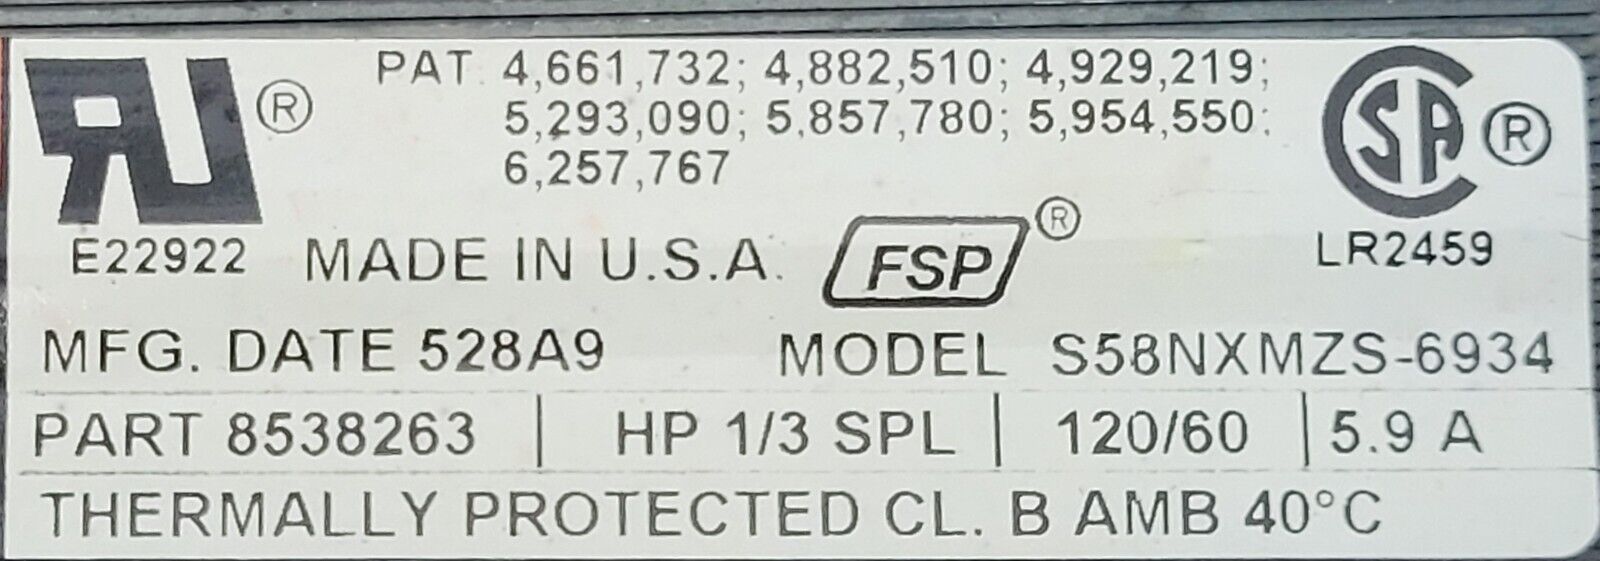 PAT. 4,661,732; 4,882,510; 4,929,219;
5,293,090; 5,857,780; 5,954,550;
6,257,767
RU ®
SA ®
E22922
MADE IN U.S.A.
FSP ®
LR2459
MFG. DATE 528A9 MODEL S58NXMZS-6934
PART 8538263 | HP 1/3 SPL | 120/60 | 5.9 A
THERMALLY PROTECTED CL. B AMB 40°C